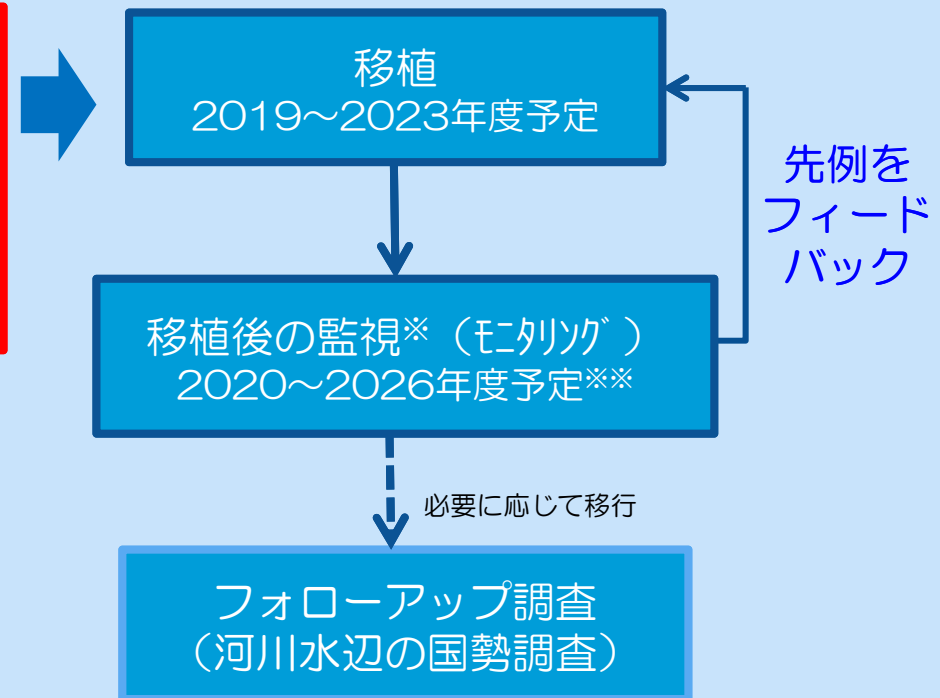 移植
2019～2023年度予定
先例を
フィード
バック
移植後の監視※（ﾓﾆﾀﾘﾝｸﾞ）
2020～2026年度予定※※
必要に応じて移行
フォローアップ調査
（河川水辺の国勢調査）